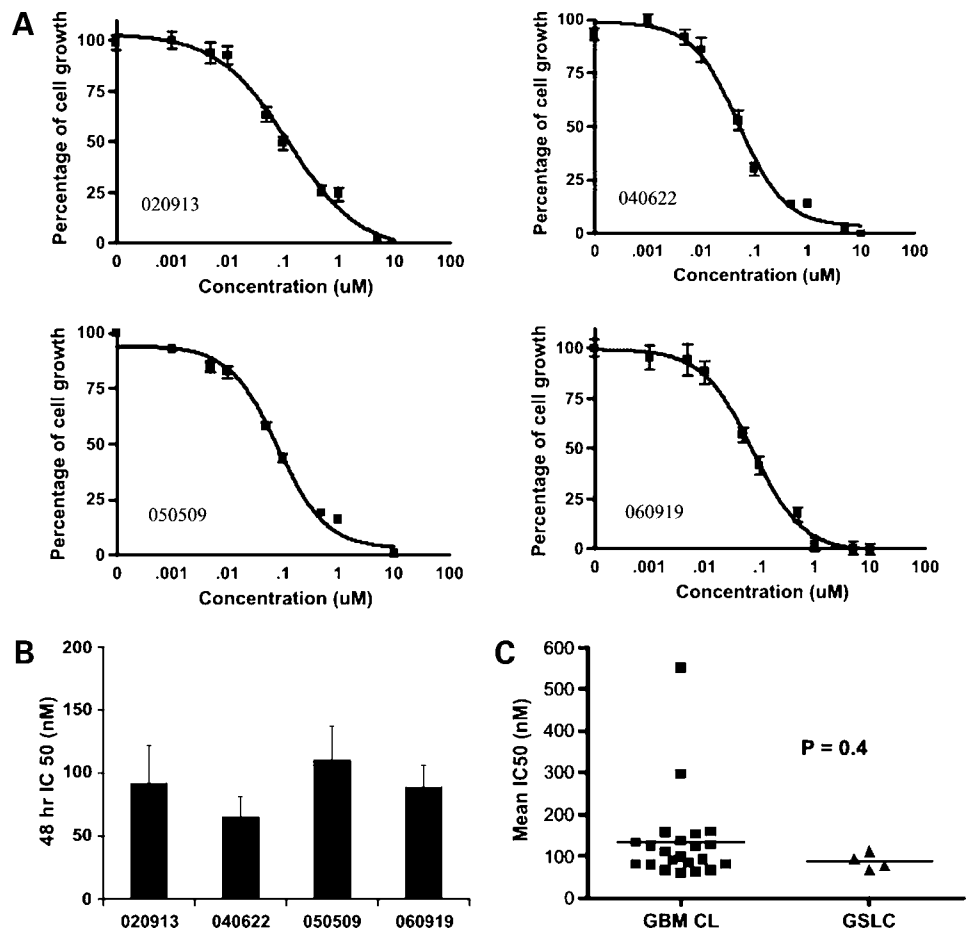 A
Percentage of cell growth
100
75
50
25
0
020913
0 .001 .01 .1 1 10 100
Concentration (uM)
Percentage of cell growth
100
75
50
25
0
040622
0 .001 .01 .1 1 10 100
Concentration (uM)
Percentage of cell growth
100
75
50
25
0
050509
0 .001 .01 .1 1 10 100
Concentration (uM)
Percentage of cell growth
100
75
50
25
0
060919
0 .001 .01 .1 1 10 100
Concentration (uM)
B
48 hr IC 50 (nM)
200
150
100
50
0
020913 040622 050509 060919
C
Mean IC50 (nM)
600
500
400
300
200
100
0
P = 0.4
GBM CL GSLC